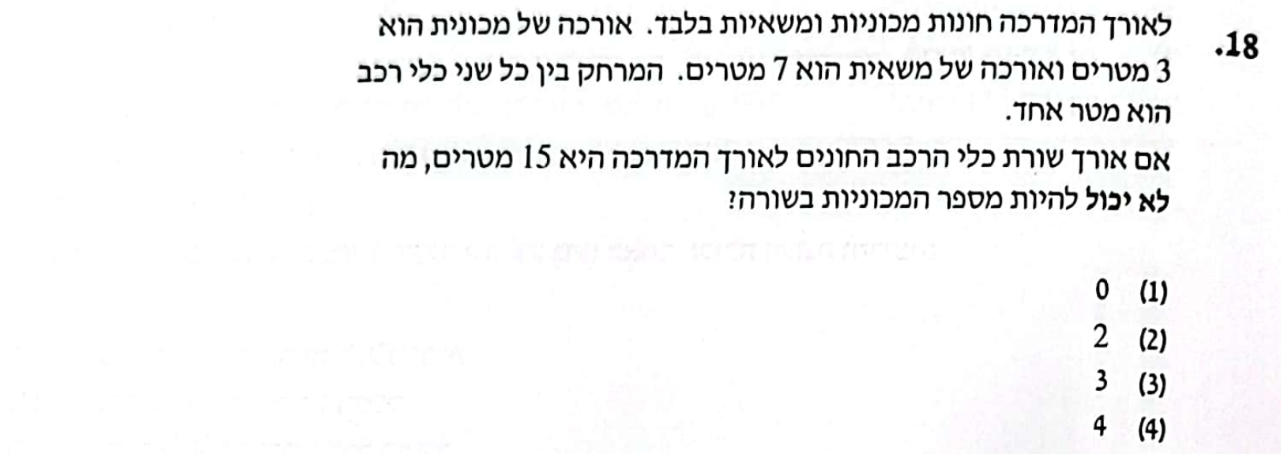 18. לאורך המדרכה חונות מכוניות ומשאיות בלבד. אורכה של מכונית הוא
3 מטרים ואורכה של משאית הוא 7 מטרים. המרחק בין כל שני כלי רכב
הוא מטר אחד.
אם אורך שורת כלי הרכב החונים לאורך המדרכה היא 15 מטרים, מה
לא יכול להיות מספר המכוניות בשורה?
(1) 0
(2) 2
(3) 3
(4) 4